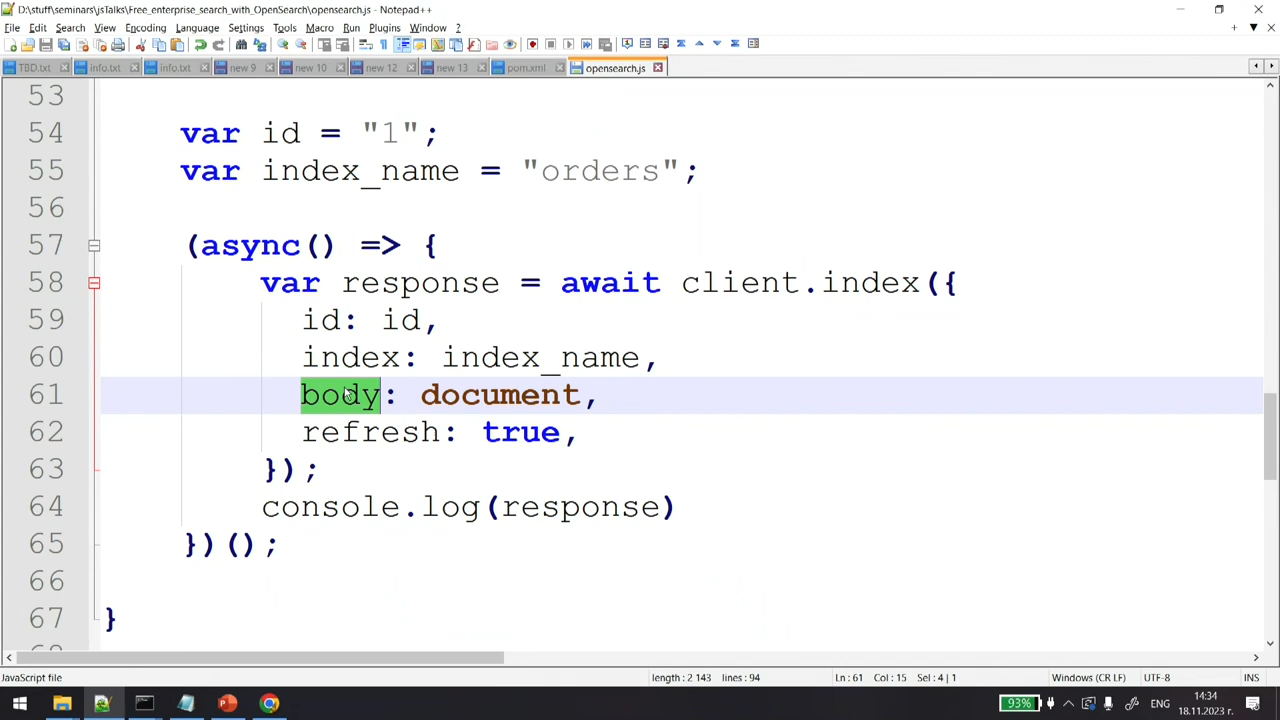 D:\stuff\seminars\jsTalks\Free_enterprise_search_with_OpenSearch\opensearch.js - Notepad++
File Edit Search View Encoding Language Settings Tools Macro Run Plugins Window ?
TBD.txt info.txt info.txt new 9 new 10 new 12 new 13 pom.xml opensearch.js
53
54 var id = "1";
55 var index_name = "orders";
56
57 (async() => {
58 var response = await client.index({
59 id: id,
60 index: index_name,
61 body: document,
62 refresh: true,
63 });
64 console.log(response)
65 })();
66
67 }
JavaScript file length : 2 143 lines : 94 Ln : 61 Col : 15 Sel : 4 | 1 Windows (CR LF) UTF-8 INS
93% ENG 14:34
18.11.2023 г.